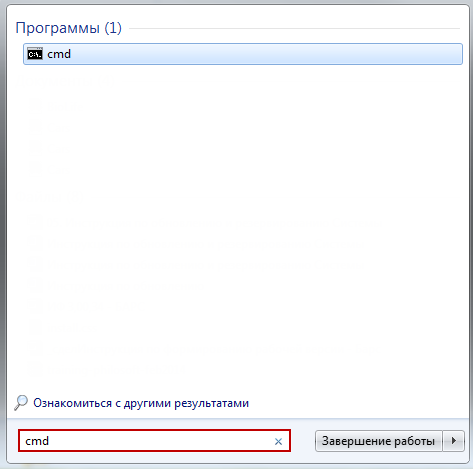 Программы (1)
C:\.
cmd
Ознакомиться с другими результатами
cmd
Завершение работы